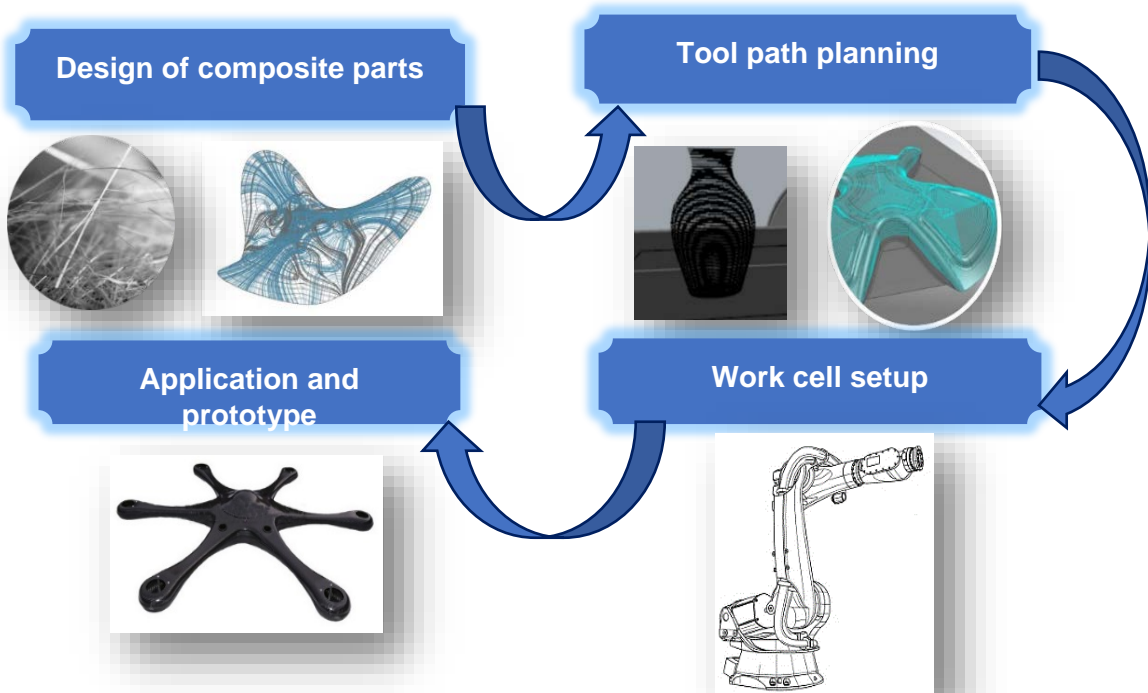 Design of composite parts
Tool path planning
Work cell setup
Application and
prototype